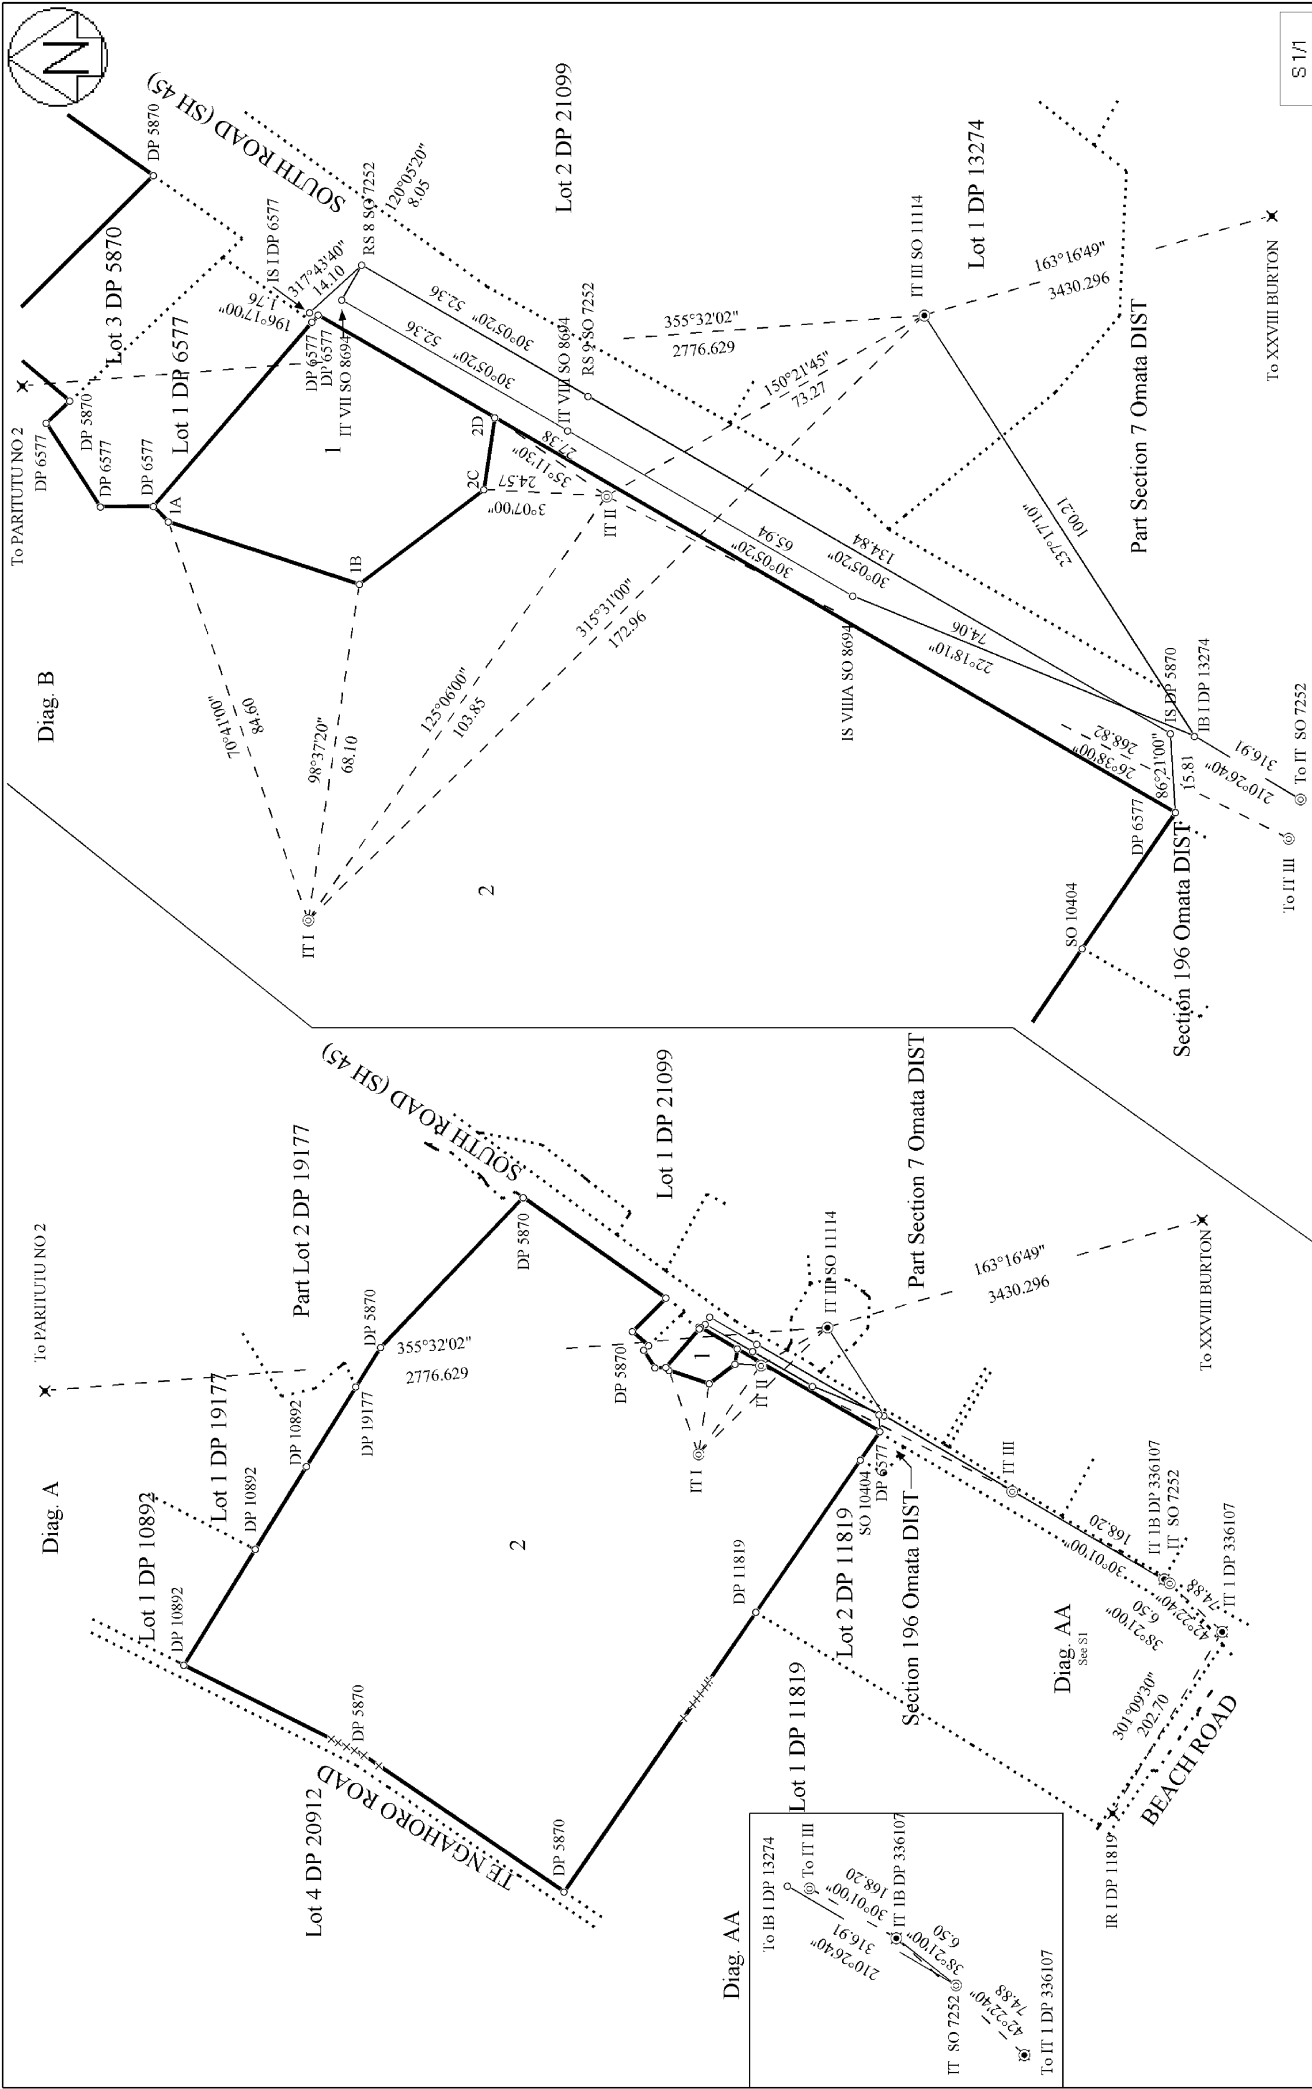 N
S 1/1
Diag. B
To PARITUTU NO 2
DP 6577
DP 5870
DP 6577
DP 6577
1A
Lot 1 DP 6577
Lot 3 DP 5870
DP 5870
SOUTH ROAD (SH 45)
IS I DP 6577
196°17'00"
1.76
317°43'40"
14.10
DP 6577
DP 6577
IT VII SO 8694
RS 8 SO 7252
120°05'20"
8.05
Lot 2 DP 21099
1
1B
2C
2D
52.36
30°05'20"
52.36
30°05'20"
IT VIII SO 8694
RS 9 SO 7252
27.38
35°11'30"
24.57
3°07'00"
IT II
355°32'02"
2776.629
150°21'45"
73.27
IT III SO 11114
Lot 1 DP 13274
163°16'49"
3430.296
To XXVIII BURTON
Part Section 7 Omata DIST
70°41'00"
84.60
98°37'20"
68.10
125°06'00"
103.85
315°31'00"
172.96
IT I
2
65.94
30°05'20"
134.84
30°05'20"
IS VIIIA SO 8694
74.06
22°18'10"
100.21
237°17'10"
268.82
26°38'00"
86°21'00"
15.81
IS DP 5870
IB I DP 13274
316.91
210°26'40"
To IT SO 7252
To IT III
DP 6577
SO 10404
Section 196 Omata DIST
Diag. A
To PARITUTU NO 2
Lot 1 DP 10892
Lot 1 DP 19177
Part Lot 2 DP 19177
DP 10892
DP 10892
DP 10892
DP 19177
DP 5870
355°32'02"
2776.629
DP 5870
SOUTH ROAD (SH 45)
Lot 1 DP 21099
Part Section 7 Omata DIST
DP 5870
TE NGAHORO ROAD
Lot 4 DP 20912
DP 5870
2
DP 5870
1
IT I
IT II
IT III SO 11114
163°16'49"
3430.296
To XXVIII BURTON
DP 11819
SO 10404
DP 6577
Lot 2 DP 11819
Section 196 Omata DIST
Lot 1 DP 11819
IT III
168.20
30°01'00"
IT 1B DP 336107
IT SO 7252
Diag. AA
See S1
6.50
38°21'00"
74.88
42°22'40"
IT 1 DP 336107
301°09'30"
202.70
BEACH ROAD
IR I DP 11819
Diag. AA
To IB I DP 13274
To IT III
168.20
30°01'00"
316.91
210°26'40"
IT 1B DP 336107
6.50
38°21'00"
IT SO 7252
74.88
42°22'40"
To IT 1 DP 336107